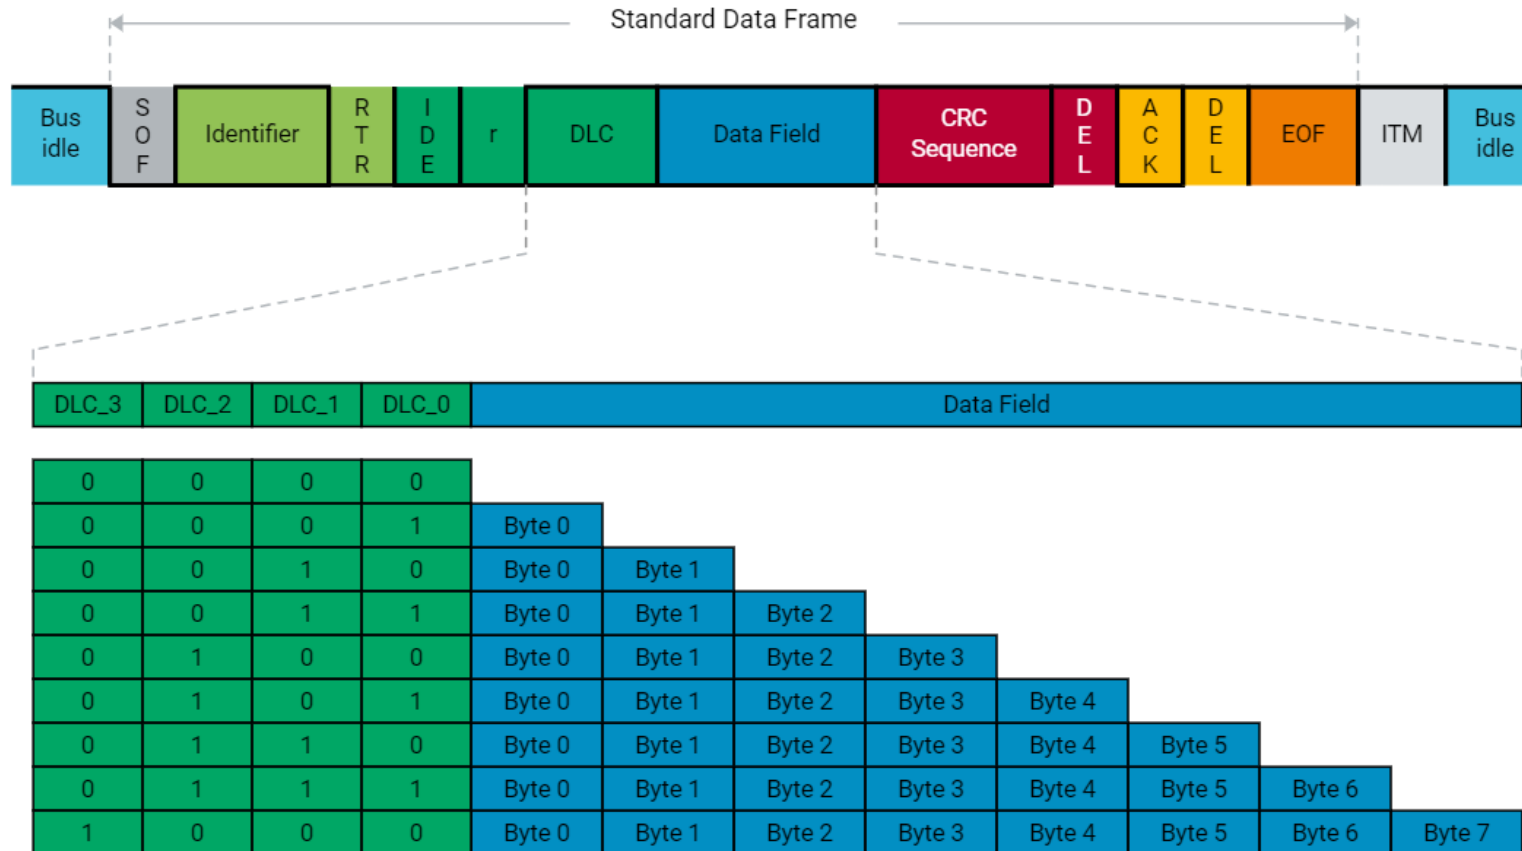 Standard Data Frame
Bus idle SOF Identifier RTR IDE r DLC Data Field CRC Sequence DEL ACK DEL EOF ITM Bus idle
DLC_3 DLC_2 DLC_1 DLC_0 Data Field
0 0 0 0
0 0 0 1 Byte 0
0 0 1 0 Byte 0 Byte 1
0 0 1 1 Byte 0 Byte 1 Byte 2
0 1 0 0 Byte 0 Byte 1 Byte 2 Byte 3
0 1 0 1 Byte 0 Byte 1 Byte 2 Byte 3 Byte 4
0 1 1 0 Byte 0 Byte 1 Byte 2 Byte 3 Byte 4 Byte 5
0 1 1 1 Byte 0 Byte 1 Byte 2 Byte 3 Byte 4 Byte 5 Byte 6
1 0 0 0 Byte 0 Byte 1 Byte 2 Byte 3 Byte 4 Byte 5 Byte 6 Byte 7